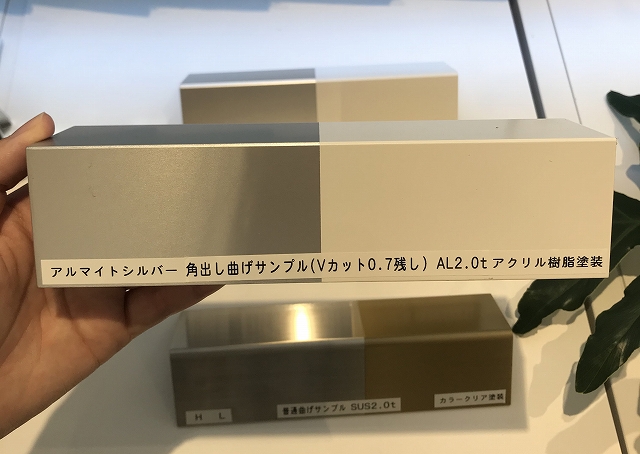 アルマイトシルバー 角出し曲げサンプル(Vカット0.7残し) AL2.0t アクリル樹脂塗装
H L
普通曲げサンプル SUS2.0t
カラークリア塗装